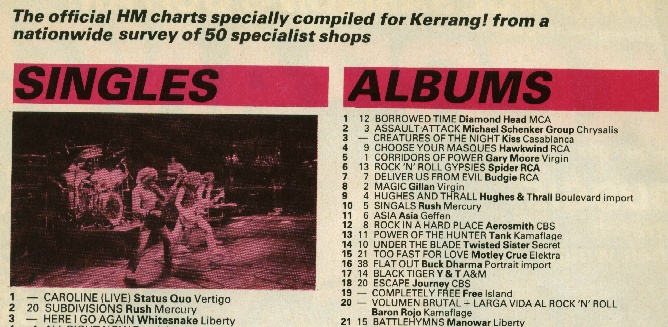 The official HM charts specially compiled for Kerrang! from a
nationwide survey of 50 specialist shops
SINGLES
1 — CAROLINE (LIVE) Status Quo Vertigo
2 20 SUBDIVISIONS Rush Mercury
3 — HERE I GO AGAIN Whitesnake Liberty
ALBUMS
1 12 BORROWED TIME Diamond Head MCA
2 3 ASSAULT ATTACK Michael Schenker Group Chrysalis
3 — CREATURES OF THE NIGHT Kiss Casablanca
4 9 CHOOSE YOUR MASQUES Hawkwind RCA
5 1 CORRIDORS OF POWER Gary Moore Virgin
6 13 ROCK 'N' ROLL GYPSIES Spider RCA
7 7 DELIVER US FROM EVIL Budgie RCA
8 2 MAGIC Gillan Virgin
9 4 HUGHES AND THRALL Hughes & Thrall Boulevard import
10 5 SINGALS Rush Mercury
11 6 ASIA Asia Geffen
12 8 ROCK IN A HARD PLACE Aerosmith CBS
13 11 POWER OF THE HUNTER Tank Kamaflage
14 10 UNDER THE BLADE Twisted Sister Secret
15 21 TOO FAST FOR LOVE Motley Crue Elektra
16 38 FLAT OUT Buck Dharma Portrait import
17 14 BLACK TIGER Y & T A&M
18 20 ESCAPE Journey CBS
19 — COMPLETELY FREE Free Island
20 — VOLUMEN BRUTAL + LARGA VIDA AL ROCK 'N' ROLL
Baron Rojo Kamaflage
21 15 BATTLEHYMNS Manowar Liberty